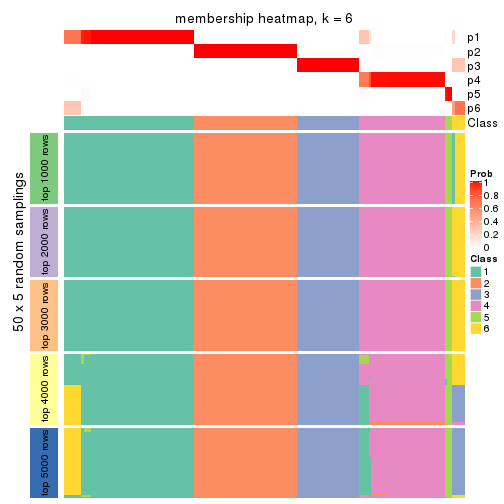 membership heatmap, k = 6
p1
p2
p3
p4
p5
p6
Class
50 x 5 random samplings
top 1000 rows
top 2000 rows
top 3000 rows
top 4000 rows
top 5000 rows
Prob
1
0.8
0.6
0.4
0.2
0
Class
1
2
3
4
5
6